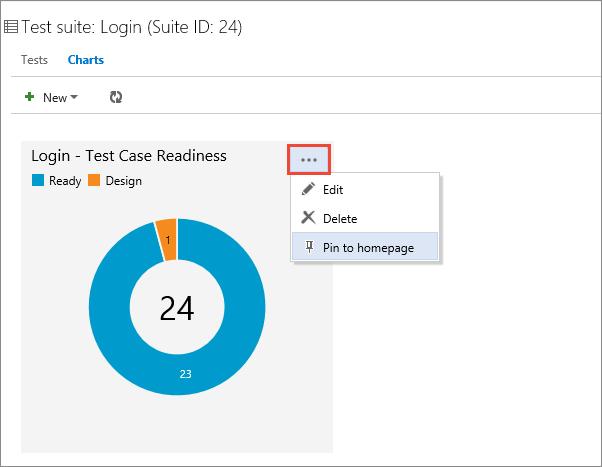 Test suite: Login (Suite ID: 24)
Tests Charts
New
Login - Test Case Readiness
Ready Design
Edit
Delete
Pin to homepage
1
24
23